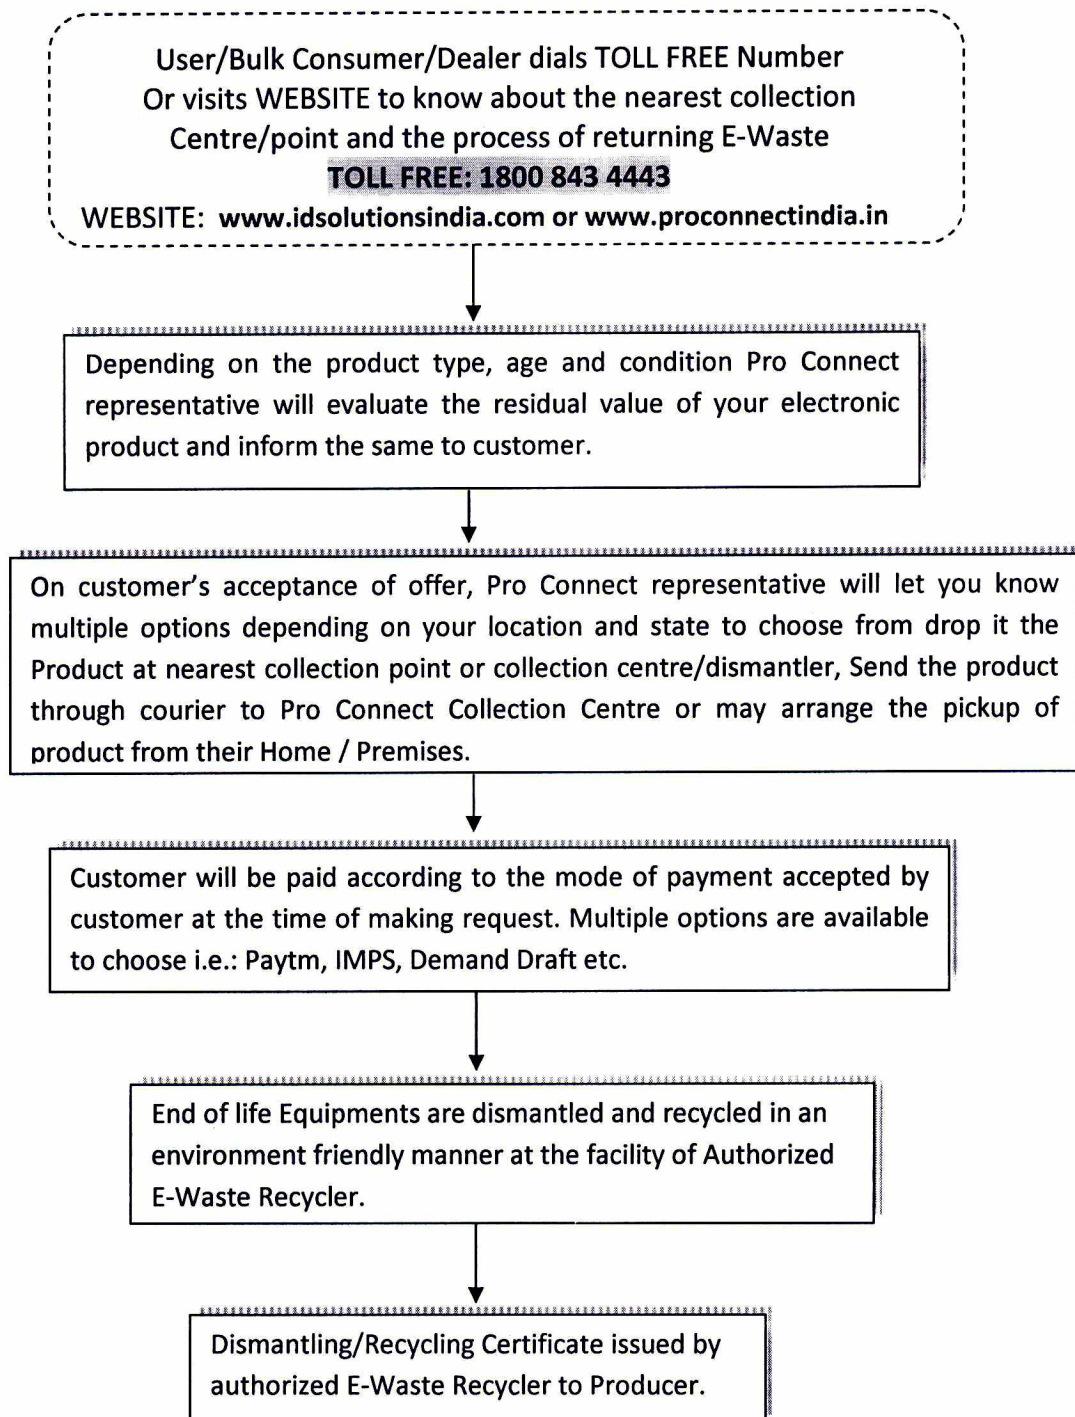 User/Bulk Consumer/Dealer dials TOLL FREE Number
Or visits WEBSITE to know about the nearest collection
Centre/point and the process of returning E-Waste
TOLL FREE: 1800 843 4443
WEBSITE: www.idsolutionsindia.com or www.proconnectindia.in
Depending on the product type, age and condition Pro Connect
representative will evaluate the residual value of your electronic
product and inform the same to customer.
On customer's acceptance of offer, Pro Connect representative will let you know
multiple options depending on your location and state to choose from drop it the
Product at nearest collection point or collection centre/dismantler, Send the product
through courier to Pro Connect Collection Centre or may arrange the pickup of
product from their Home / Premises.
Customer will be paid according to the mode of payment accepted by
customer at the time of making request. Multiple options are available
to choose i.e.: Paytm, IMPS, Demand Draft etc.
End of life Equipments are dismantled and recycled in an
environment friendly manner at the facility of Authorized
E-Waste Recycler.
Dismantling/Recycling Certificate issued by
authorized E-Waste Recycler to Producer.